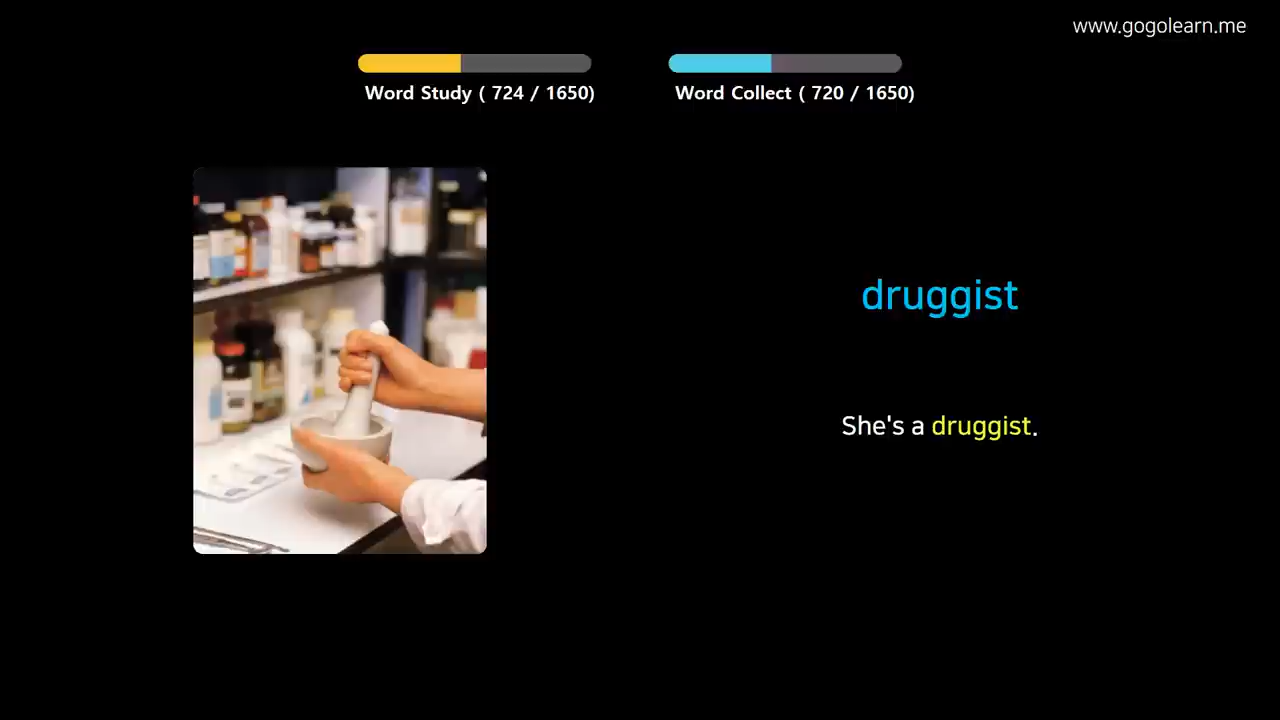 www.gogolearn.me
Word Study ( 724 / 1650)
Word Collect ( 720 / 1650)
druggist
She's a druggist.